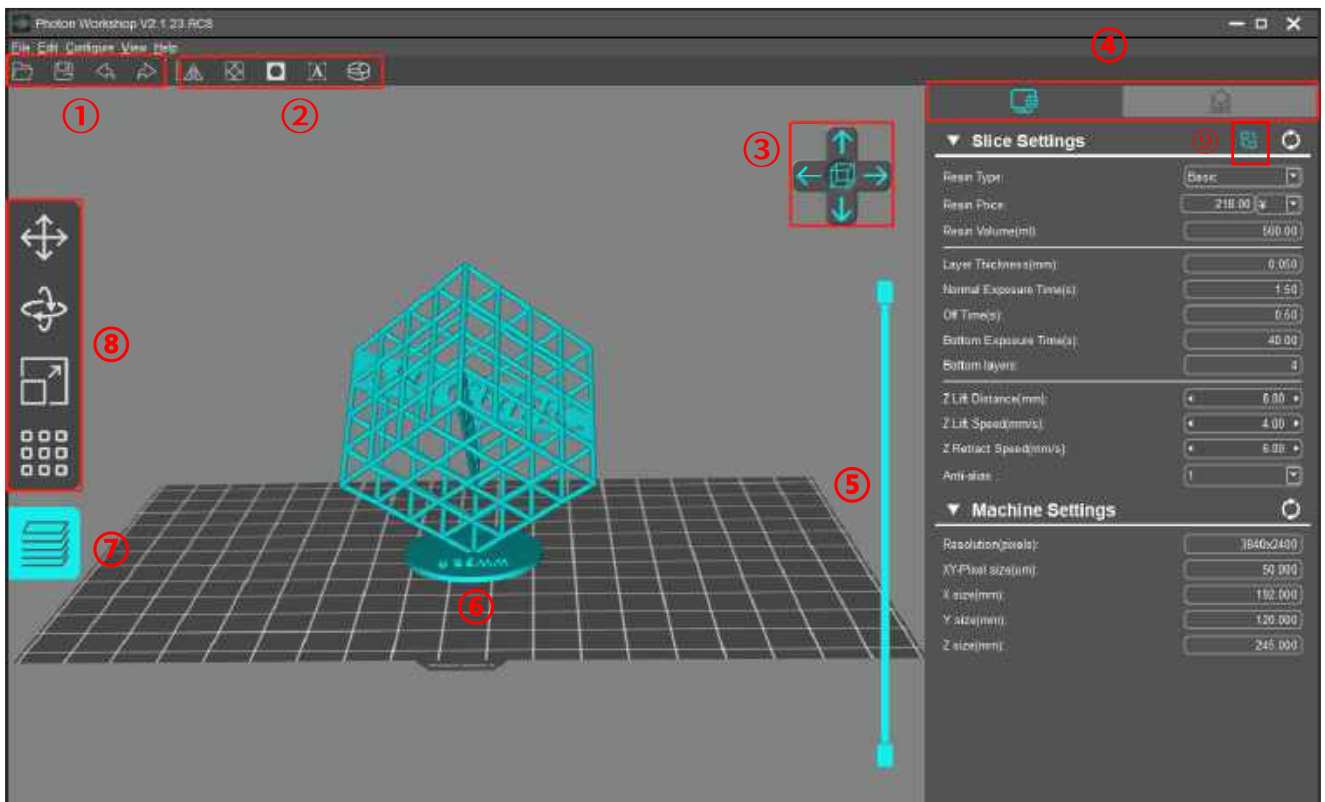 Photon Workshop V2.1.23.RC8
File Edit Configure View Help
④
①
②
A
③
▼ Slice Settings
⑨
Resin Type:
Basic
Resin Price:
218.00 ¥
Resin Volume(ml):
500.00
Layer Thickness(mm):
0.050
Normal Exposure Time(s):
1.50
Off Time(s):
0.50
Bottom Exposure Time(s):
40.00
Bottom layers:
4
Z Lift Distance(mm):
6.00
Z Lift Speed(mm/s):
4.00
Z Retract Speed(mm/s):
6.00
Anti-alias :
1
▼ Machine Settings
Resolution(pixels):
3840x2400
XY-Pixel size(um):
50.000
X size(mm):
192.000
Y size(mm):
120.000
Z size(mm):
245.000
⑧
⑤
⑦
⑥